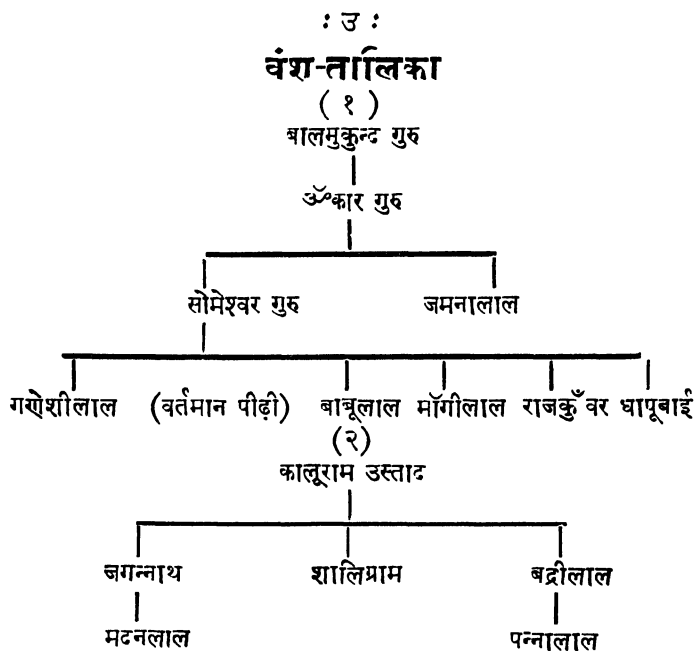 : उ :
वंश-तालिका
( १ )
बालमुकुन्द गुरु
ॐकार गुरु
सोमेश्वर गुरु जमनालाल
गणेशीलाल (वर्तमान पीढ़ी) बाबूलाल मॉगीलाल राजकुँवर धापूबाई
(२)
कालूराम उस्ताद
जगन्नाथ शालिग्राम बद्रीलाल
मदनलाल पन्नालाल